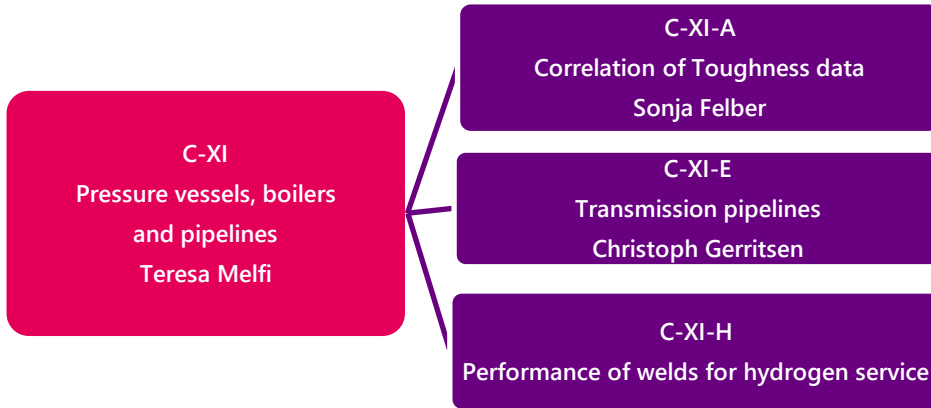 C-XI
Pressure vessels, boilers
and pipelines
Teresa Melfi
C-XI-A
Correlation of Toughness data
Sonja Felber
C-XI-E
Transmission pipelines
Christoph Gerritsen
C-XI-H
Performance of welds for hydrogen service